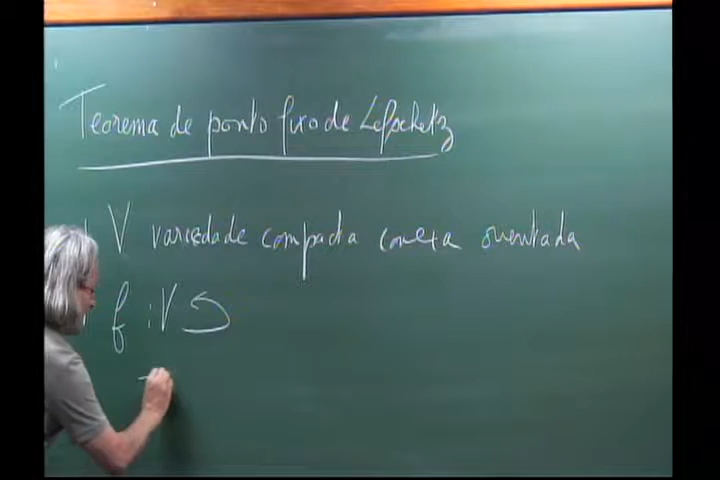 Teorema de ponto fixo de Lefschetz
V variedade compacta conexa orientada
f : V ↺